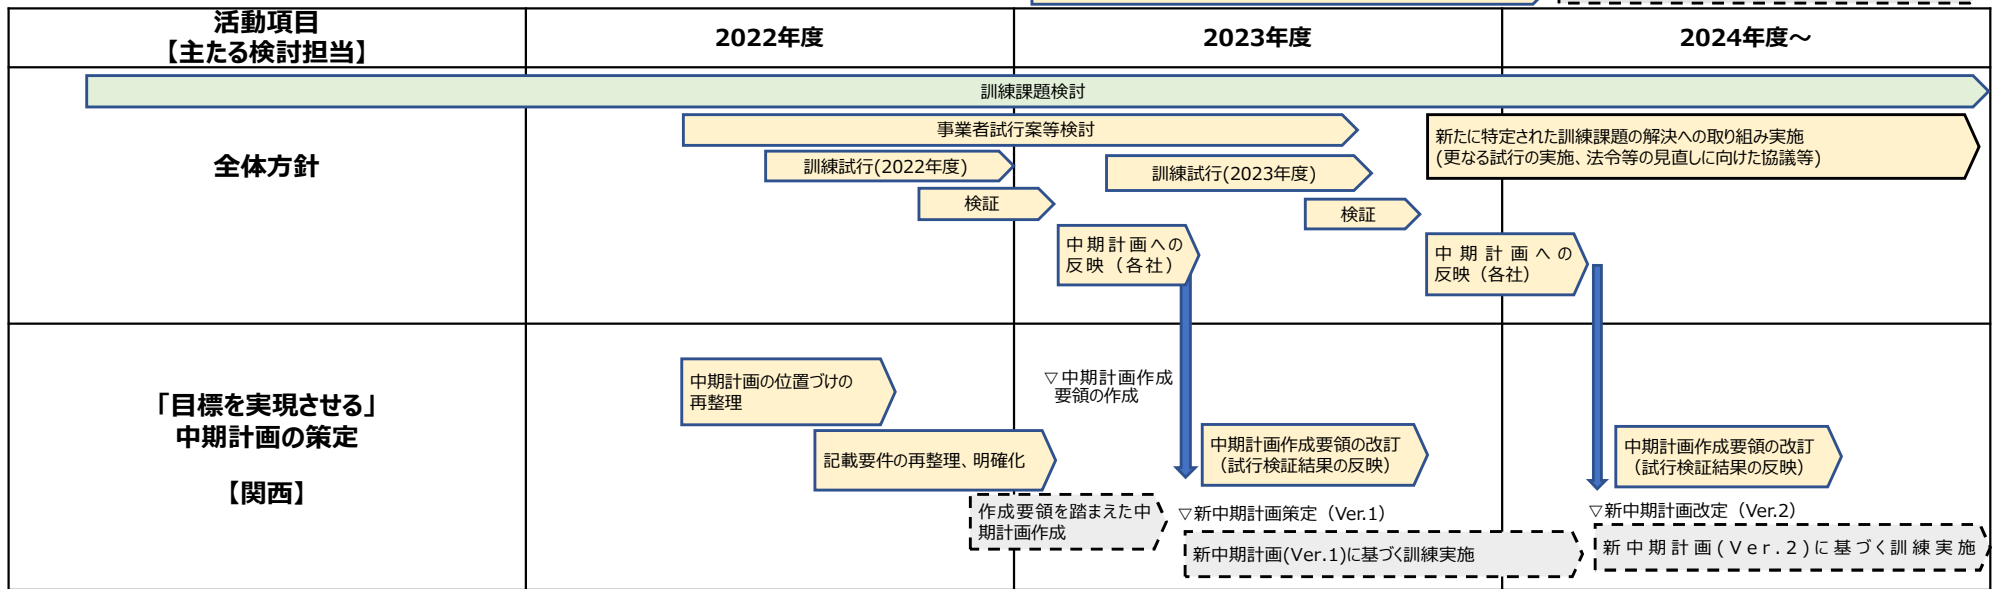 活動項目
【主たる検討担当】
2022年度
2023年度
2024年度～
全体方針
訓練課題検討
事業者試行案等検討
訓練試行(2022年度)
検証
中期計画への
反映（各社）
訓練試行(2023年度)
検証
新たに特定された訓練課題の解決への取り組み実施
(更なる試行の実施、法令等の見直しに向けた協議等)
中期計画への
反映（各社）
「目標を実現させる」
中期計画の策定
【関西】
中期計画の位置づけの
再整理
記載要件の再整理、明確化
作成要領を踏まえた中
期計画作成
▽中期計画作成
要領の作成
中期計画作成要領の改訂
（試行検証結果の反映）
▽新中期計画策定（Ver.1）
新中期計画(Ver.1)に基づく訓練実施
中期計画作成要領の改訂
（試行検証結果の反映）
▽新中期計画改定（Ver.2）
新中期計画(Ver.2)に基づく訓練実施